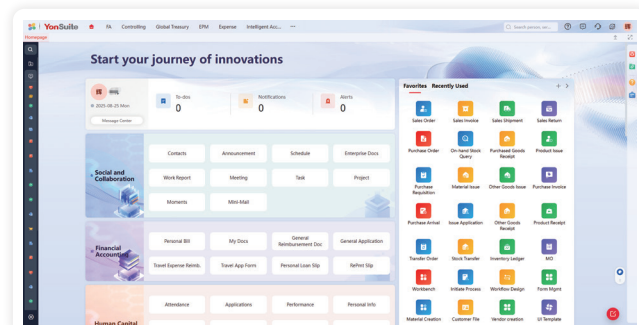 YonSuite
FA Controlling Global Treasury EPM Expense Intelligent Acc... ···
Search service, on...
Homepage
Start your journey of innovations
2025-08-25 Mon
Message Center
To-dos
0
Notifications
0
Alerts
0
Social and
Collaboration
Contacts Announcement Schedule Enterprise Docs
Work Report Meeting Task Project
Moments Mini-Mail
Financial
Accounting
Personal Bill My Docs General
Reimbursement Doc General Application
Travel Expense Reimb. Travel App Form Personal Loan Slip RePrint Slip
Human Capital
Attendance Applications Performance Personal Info
Favorites Recently Used
Sales Order Sales Invoice Sales Shipment Sales Return
Purchase Order On-hand Stock
Query Purchased Goods
Receipt Product Issue
Purchase
Requisition Material Issue Other Goods Issue Purchase Invoice
Purchase Arrival Issue Application Other Goods
Receipt Product Receipt
Transfer Order Stock Transfer Inventory Ledger MO
Workbench Initiate Process Workflow Design Form Mgmt
Material Creation Customer File Vendor creation UI Template